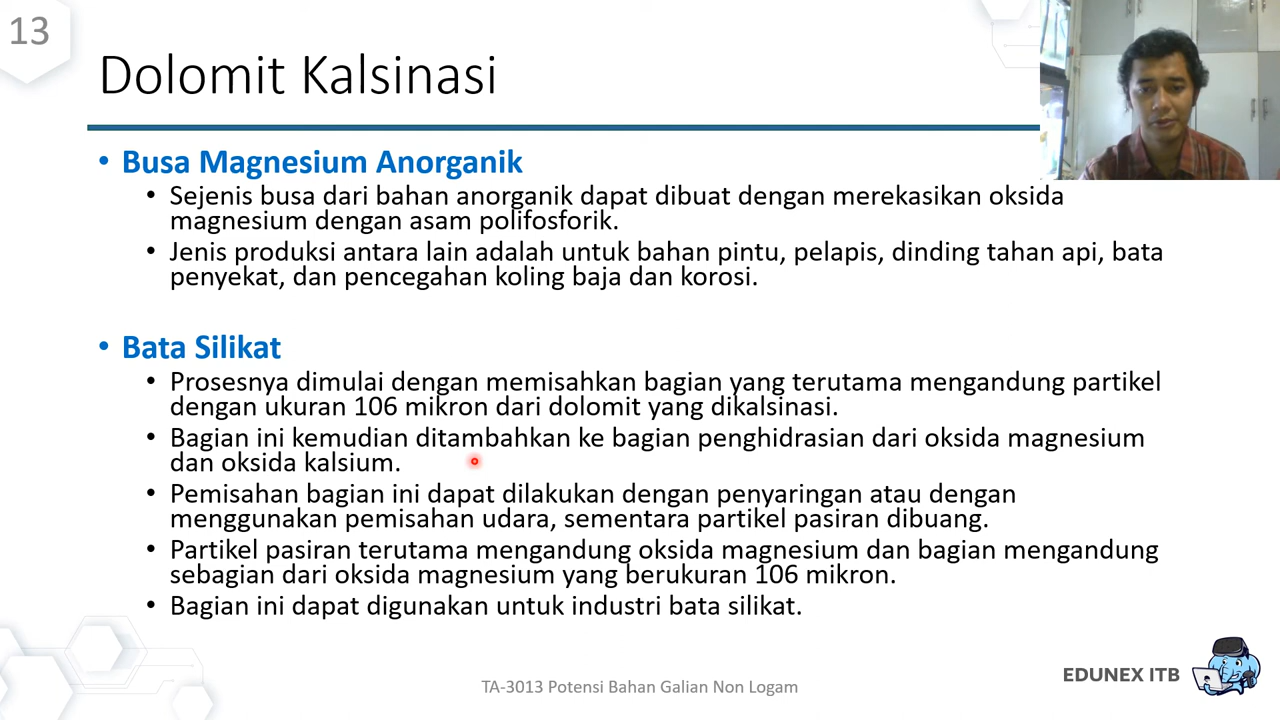 13
Dolomit Kalsinasi
• Busa Magnesium Anorganik
• Sejenis busa dari bahan anorganik dapat dibuat dengan merekasikan oksida
magnesium dengan asam polifosforik.
• Jenis produksi antara lain adalah untuk bahan pintu, pelapis, dinding tahan api, bata
penyekat, dan pencegahan koling baja dan korosi.
• Bata Silikat
• Prosesnya dimulai dengan memisahkan bagian yang terutama mengandung partikel
dengan ukuran 106 mikron dari dolomit yang dikalsinasi.
• Bagian ini kemudian ditambahkan ke bagian penghidrasian dari oksida magnesium
dan oksida kalsium.
• Pemisahan bagian ini dapat dilakukan dengan penyaringan atau dengan
menggunakan pemisahan udara, sementara partikel pasiran dibuang.
• Partikel pasiran terutama mengandung oksida magnesium dan bagian mengandung
sebagian dari oksida magnesium yang berukuran 106 mikron.
• Bagian ini dapat digunakan untuk industri bata silikat.
TA-3013 Potensi Bahan Galian Non Logam
EDUNEX ITB